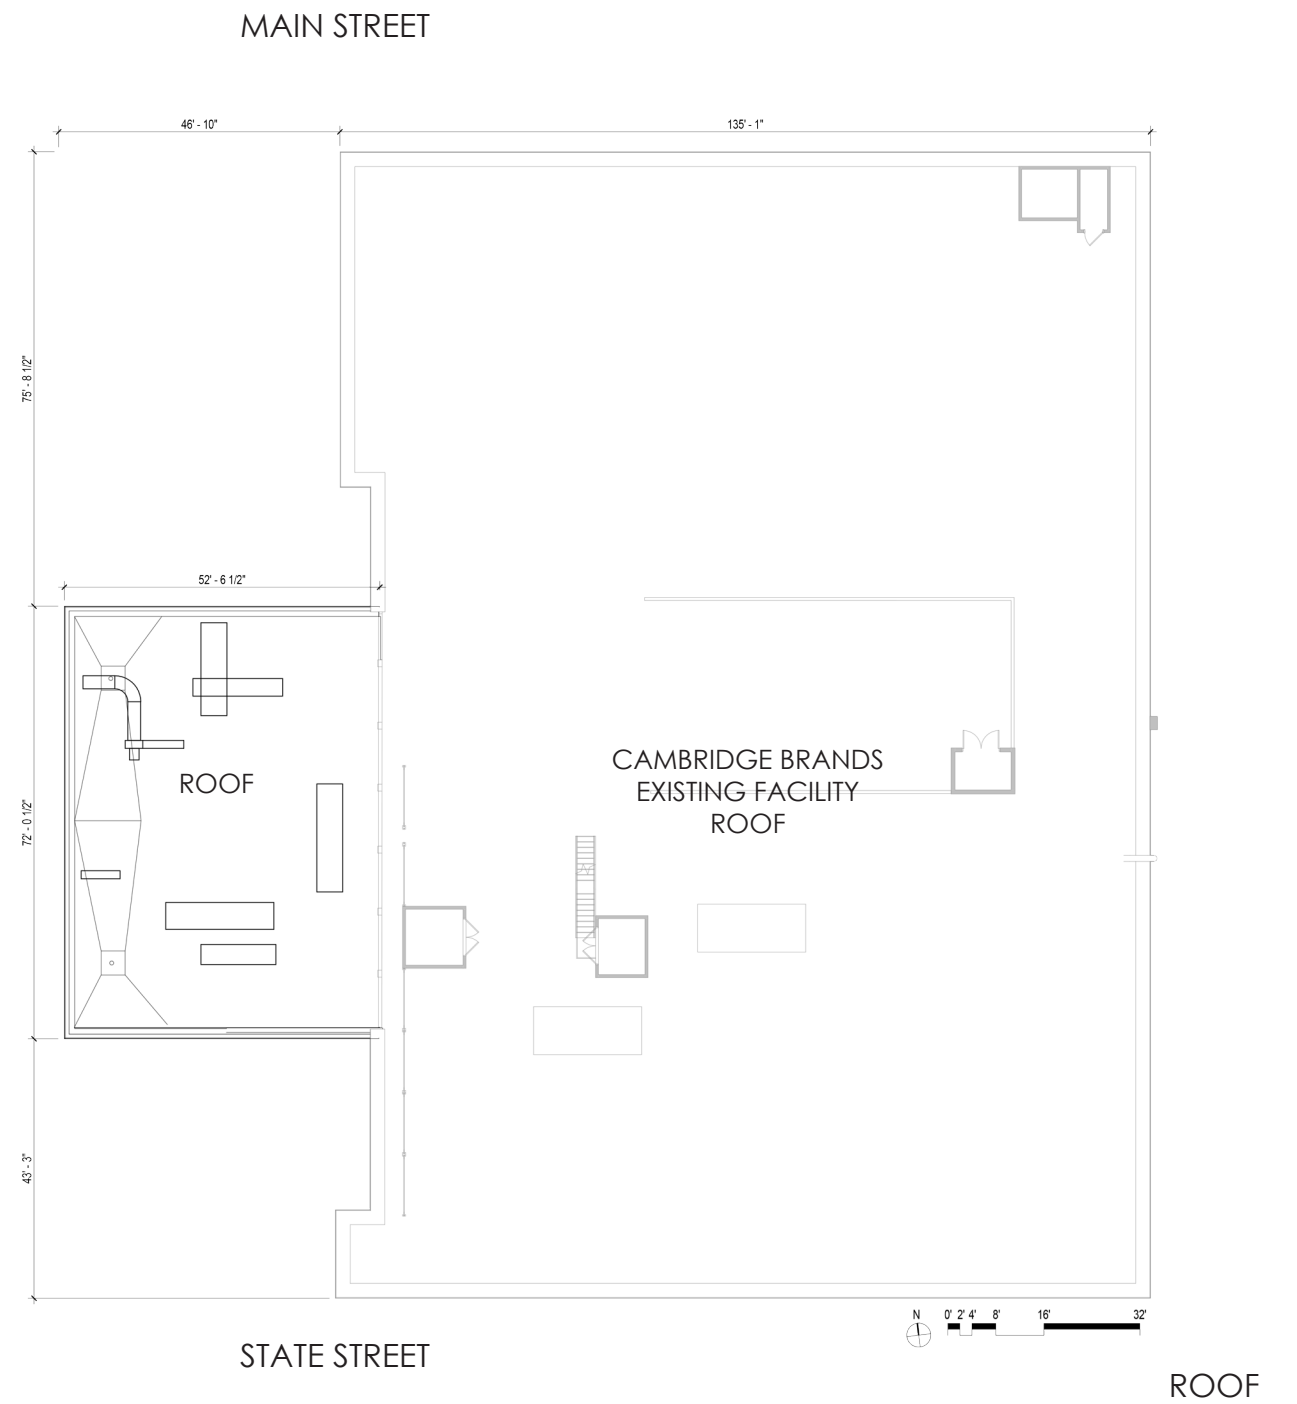 MAIN STREET
46' - 10"
135' - 1"
75' - 8 1/2"
52' - 6 1/2"
CAMBRIDGE BRANDS
EXISTING FACILITY
ROOF
ROOF
72' - 0 1/2"
43' - 3"
N
0' 2' 4' 8' 16' 32'
STATE STREET
ROOF